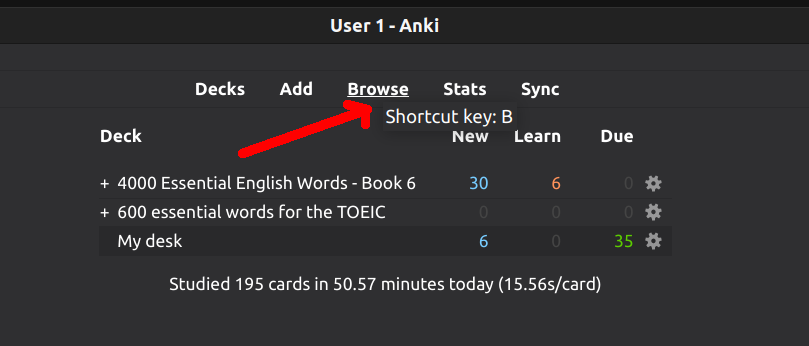 User 1 - Anki
Decks Add Browse Stats Sync
Shortcut key: B
Deck New Learn Due
+ 4000 Essential English Words - Book 6 30 6 0
+ 600 essential words for the TOEIC 0 0 0
My desk 6 0 35
Studied 195 cards in 50.57 minutes today (15.56s/card)